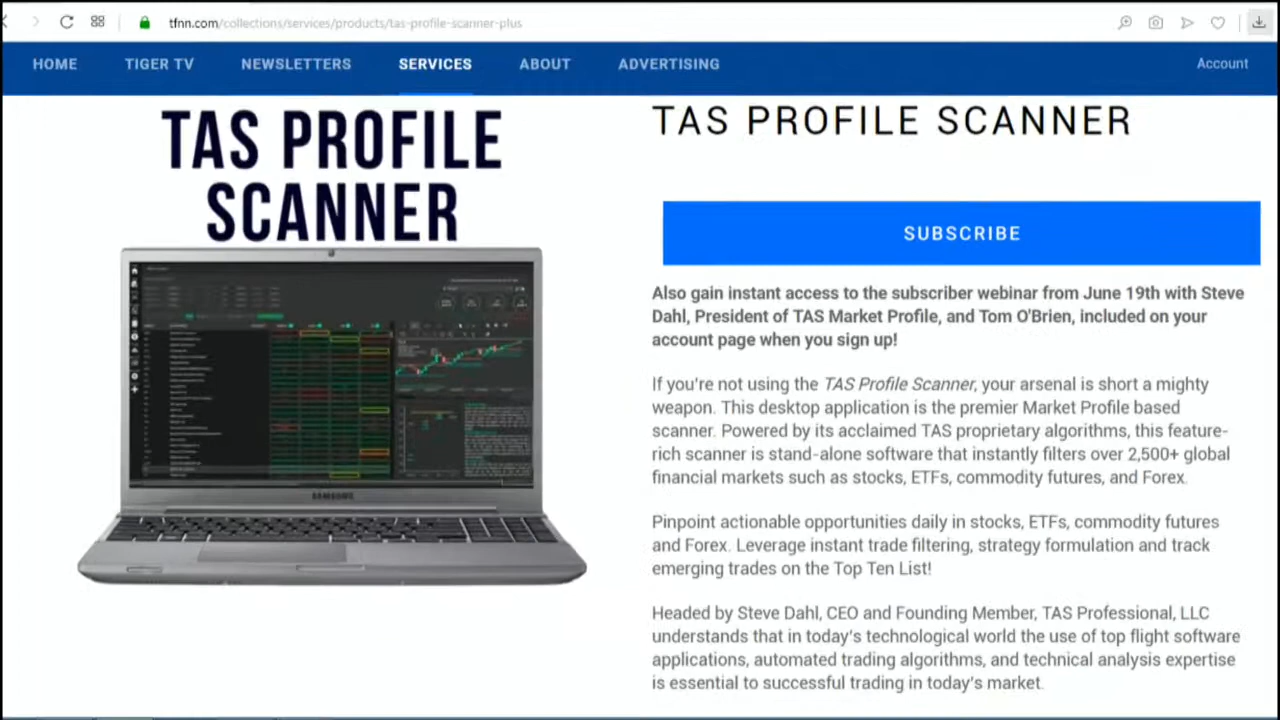 tfnn.com/collections/services/products/tas-profile-scanner-plus
HOME TIGER TV NEWSLETTERS SERVICES ABOUT ADVERTISING Account
TAS PROFILE
SCANNER
SAMSUNG
TAS PROFILE SCANNER
SUBSCRIBE
Also gain instant access to the subscriber webinar from June 19th with Steve
Dahl, President of TAS Market Profile, and Tom O'Brien, included on your
account page when you sign up!
If you're not using the TAS Profile Scanner, your arsenal is short a mighty
weapon. This desktop application is the premier Market Profile based
scanner. Powered by its acclaimed TAS proprietary algorithms, this feature-
rich scanner is stand-alone software that instantly filters over 2,500+ global
financial markets such as stocks, ETFs, commodity futures, and Forex.
Pinpoint actionable opportunities daily in stocks, ETFs, commodity futures
and Forex. Leverage instant trade filtering, strategy formulation and track
emerging trades on the Top Ten List!
Headed by Steve Dahl, CEO and Founding Member, TAS Professional, LLC
understands that in today's technological world the use of top flight software
applications, automated trading algorithms, and technical analysis expertise
is essential to successful trading in today's market.